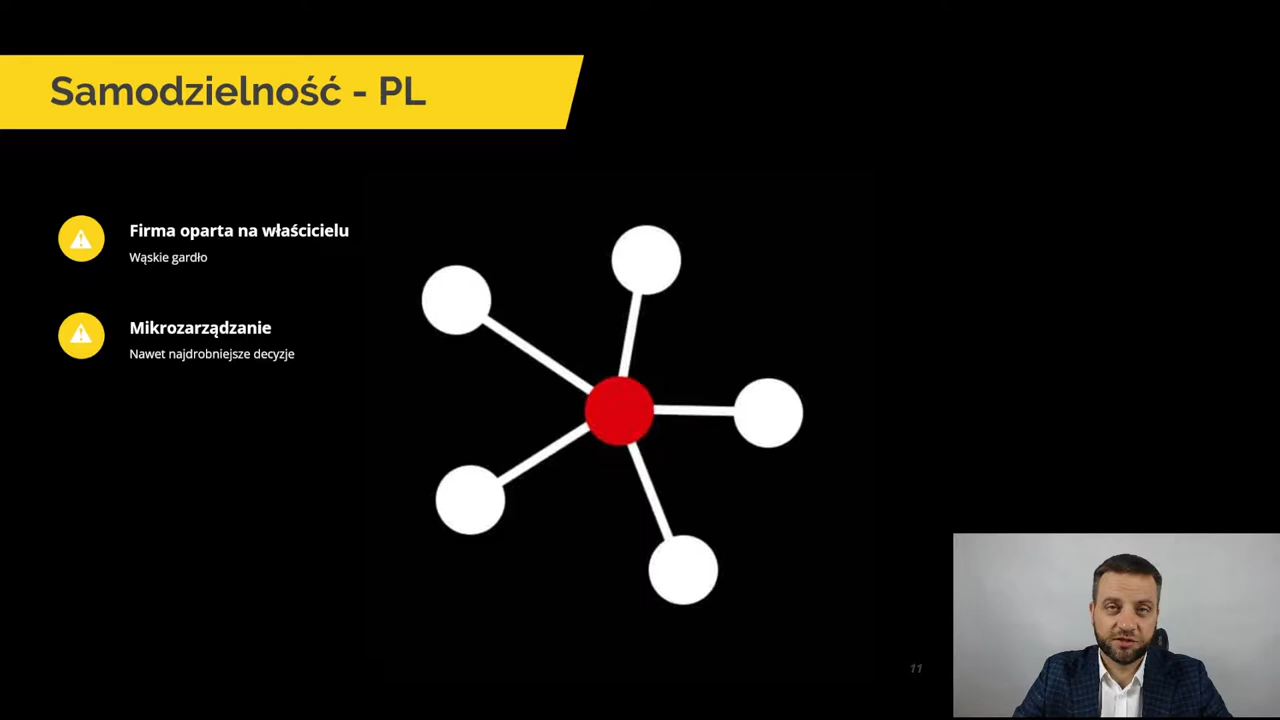 Samodzielność - PL
Firma oparta na właścicielu
Wąskie gardło
Mikrozarządzanie
Nawet najdrobniejsze decyzje
11